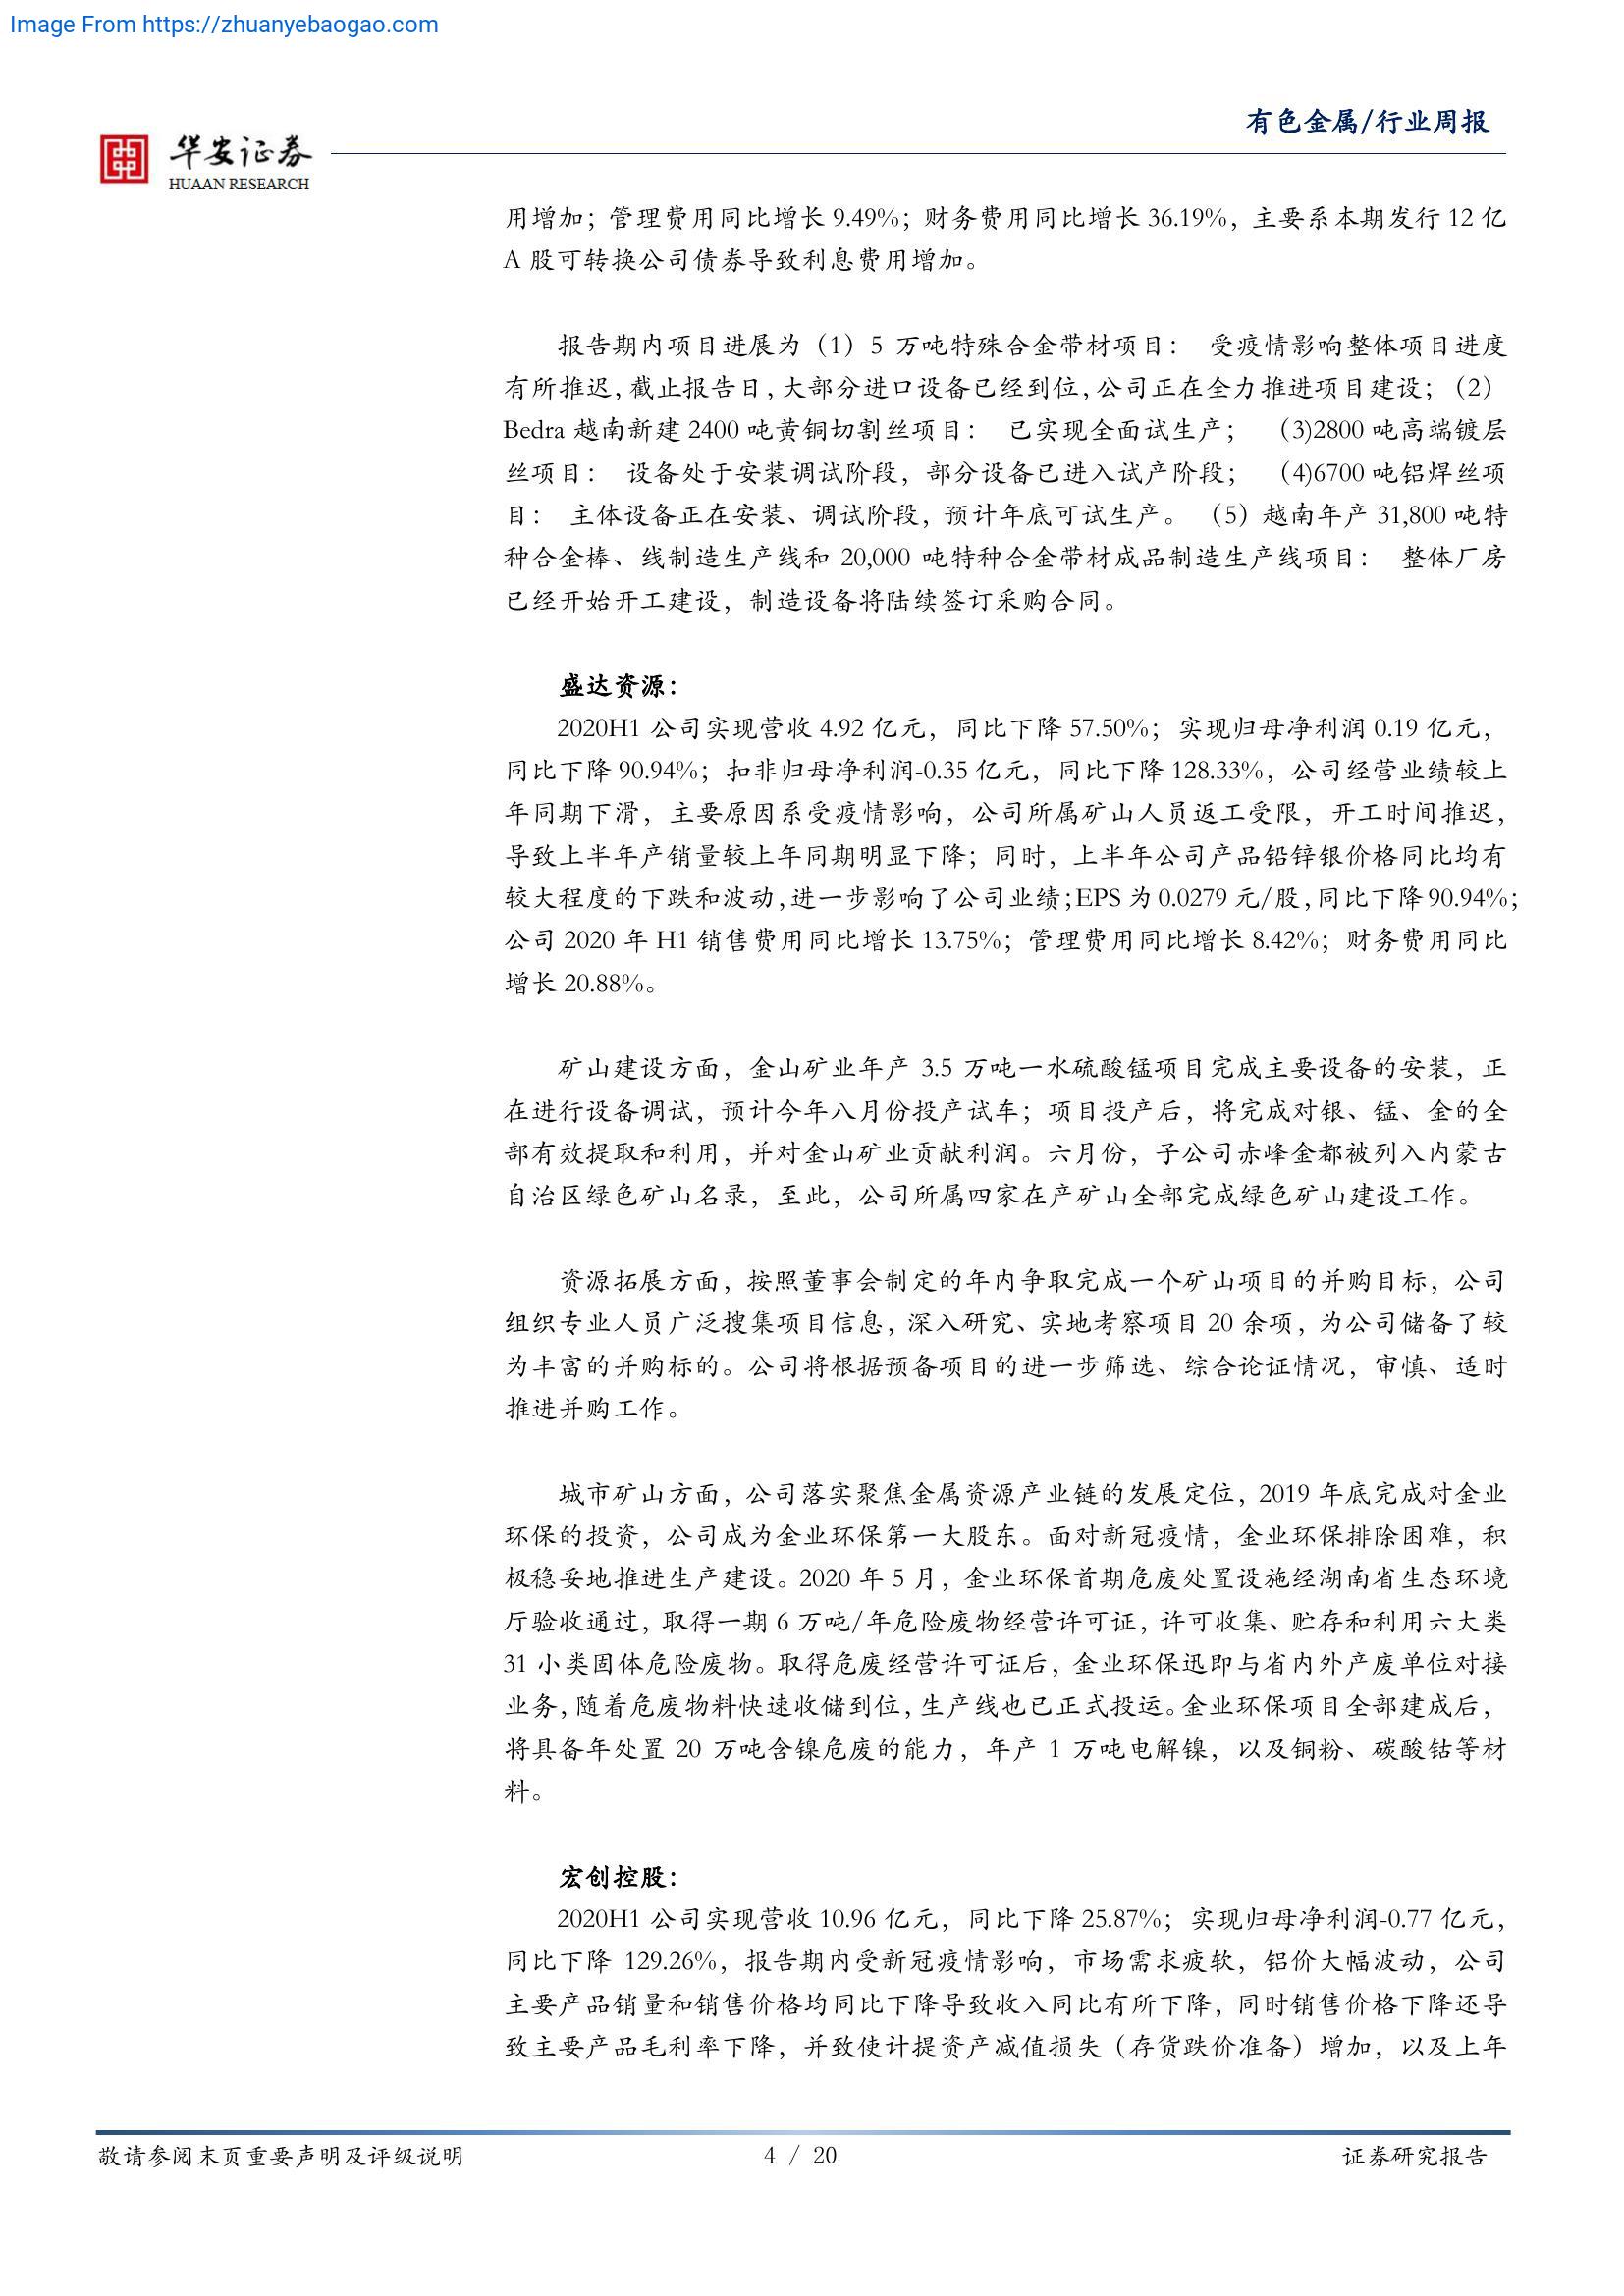 Image From https://zhuanyebaogao.com
有色金属/行业周报
华安证券
HUAAN RESEARCH
用增加；管理费用同比增长 9.49%；财务费用同比增长 36.19%，主要系本期发行 12 亿
A 股可转换公司债券导致利息费用增加。
报告期内项目进展为（1）5 万吨特殊合金带材项目： 受疫情影响整体项目进度
有所推迟，截止报告日，大部分进口设备已经到位，公司正在全力推进项目建设；（2）
Bedra 越南新建 2400 吨黄铜切割丝项目： 已实现全面试生产； （3)2800 吨高端镀层
丝项目： 设备处于安装调试阶段，部分设备已进入试产阶段； （4)6700 吨铝焊丝项
目： 主体设备正在安装、调试阶段，预计年底可试生产。（5）越南年产 31,800 吨特
种合金棒、线制造生产线和 20,000 吨特种合金带材成品制造生产线项目： 整体厂房
已经开始开工建设，制造设备将陆续签订采购合同。
盛达资源：
2020H1 公司实现营收 4.92 亿元，同比下降 57.50%；实现归母净利润 0.19 亿元，
同比下降 90.94%；扣非归母净利润-0.35 亿元，同比下降 128.33%，公司经营业绩较上
年同期下滑，主要原因系受疫情影响，公司所属矿山人员返工受限，开工时间推迟，
导致上半年产销量较上年同期明显下降；同时，上半年公司产品铅锌银价格同比均有
较大程度的下跌和波动，进一步影响了公司业绩；EPS 为 0.0279 元/股，同比下降 90.94%；
公司 2020 年 H1 销售费用同比增长 13.75%；管理费用同比增长 8.42%；财务费用同比
增长 20.88%。
矿山建设方面，金山矿业年产 3.5 万吨一水硫酸锰项目完成主要设备的安装，正
在进行设备调试，预计今年八月份投产试车；项目投产后，将完成对银、锰、金的全
部有效提取和利用，并对金山矿业贡献利润。六月份，子公司赤峰金都被列入内蒙古
自治区绿色矿山名录，至此，公司所属四家在产矿山全部完成绿色矿山建设工作。
资源拓展方面，按照董事会制定的年内争取完成一个矿山项目的并购目标，公司
组织专业人员广泛搜集项目信息，深入研究、实地考察项目 20 余项，为公司储备了较
为丰富的并购标的。公司将根据预备项目的进一步筛选、综合论证情况，审慎、适时
推进并购工作。
城市矿山方面，公司落实聚焦金属资源产业链的发展定位，2019 年底完成对金业
环保的投资，公司成为金业环保第一大股东。面对新冠疫情，金业环保排除困难，积
极稳妥地推进生产建设。2020 年 5 月，金业环保首期危废处置设施经湖南省生态环境
厅验收通过，取得一期 6 万吨/年危险废物经营许可证，许可收集、贮存和利用六大类
31 小类固体危险废物。取得危废经营许可证后，金业环保迅即与省内外产废单位对接
业务，随着危废物料快速收储到位，生产线也已正式投运。金业环保项目全部建成后，
将具备年处置 20 万吨含镍危废的能力，年产 1 万吨电解镍，以及铜粉、碳酸钴等材
料。
宏创控股：
2020H1 公司实现营收 10.96 亿元，同比下降 25.87%；实现归母净利润-0.77 亿元，
同比下降 129.26%，报告期内受新冠疫情影响，市场需求疲软，铝价大幅波动，公司
主要产品销量和销售价格均同比下降导致收入同比有所下降，同时销售价格下降还导
致主要产品毛利率下降，并致使计提资产减值损失（存货跌价准备）增加，以及上年
敬请参阅末页重要声明及评级说明
4 / 20
证券研究报告